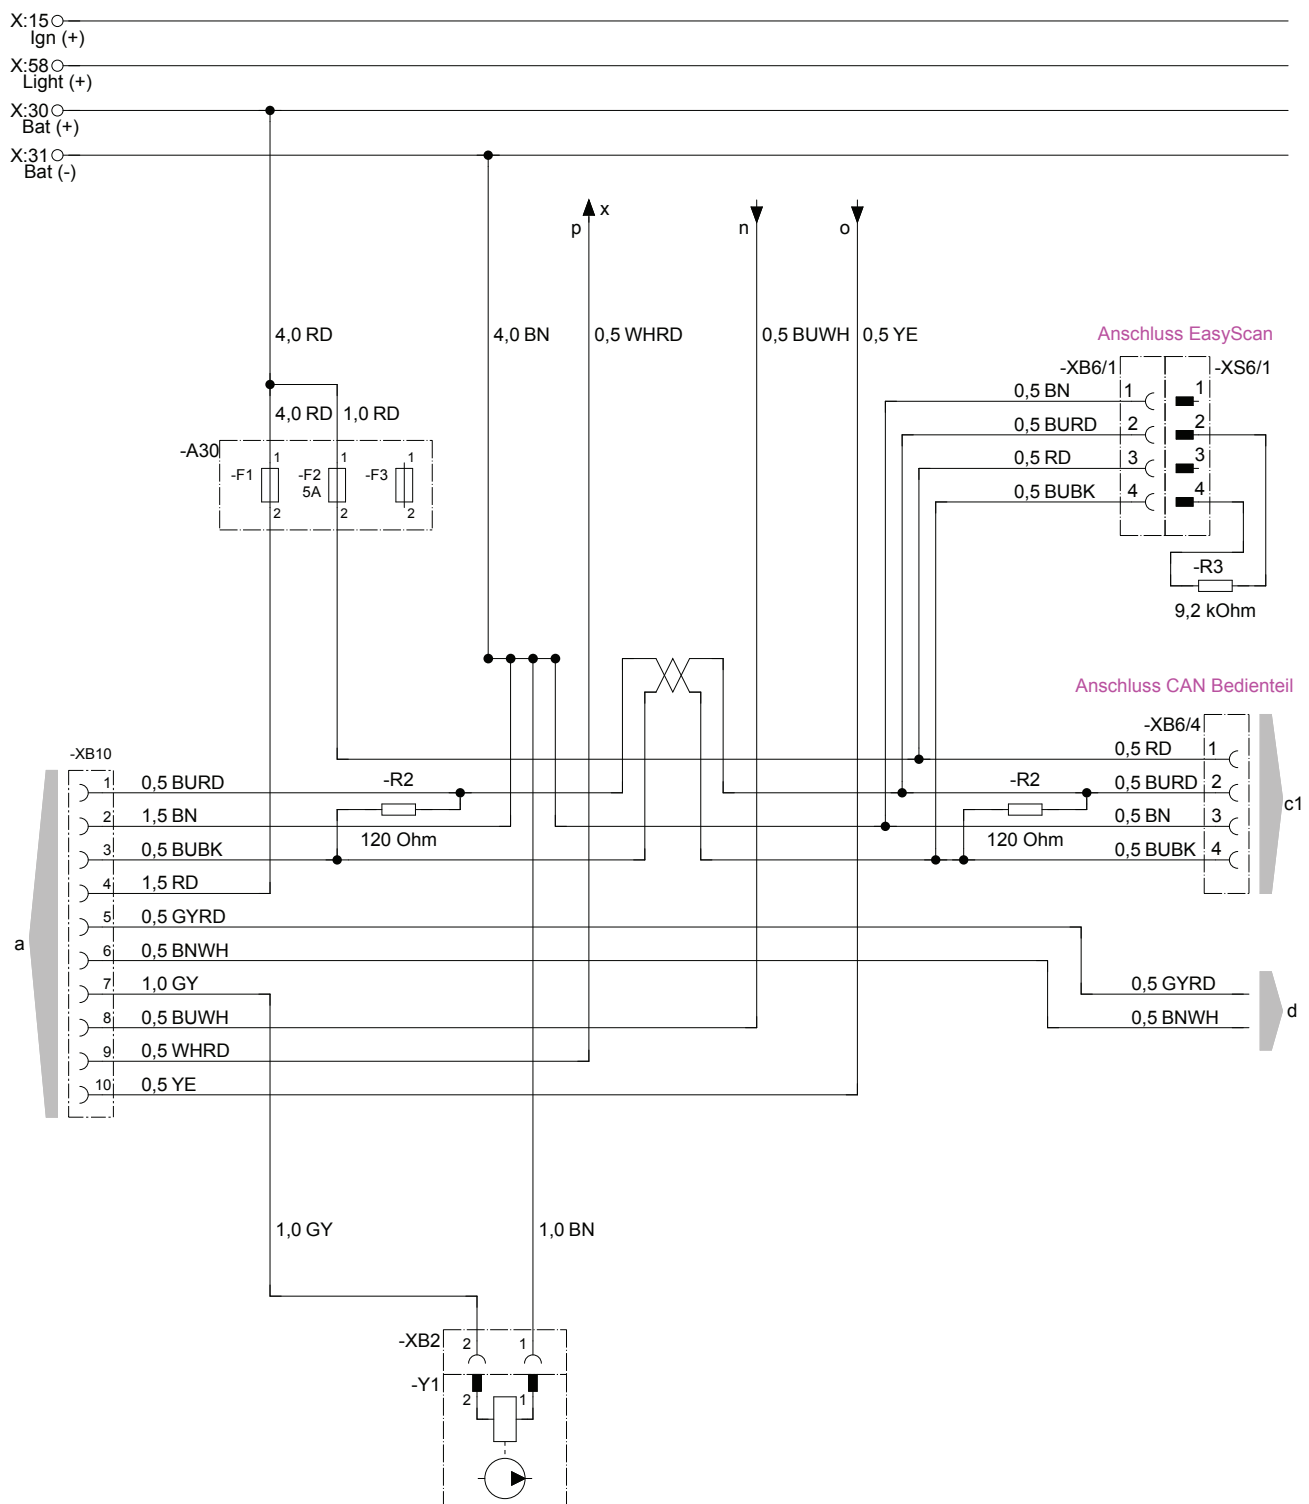 X:15
Ign (+)
X:58
Light (+)
X:30
Bat (+)
X:31
Bat (-)
p
x
n
o
4,0 RD
4,0 BN
0,5 WHRD
0,5 BUWH
0,5 YE
Anschluss EasyScan
-XB6/1
-XS6/1
0,5 BN
1
1
0,5 BURD
2
2
0,5 RD
3
3
0,5 BUBK
4
4
4,0 RD
1,0 RD
-A30
1
1
1
-F1
-F2
5A
-F3
2
2
2
-R3
9,2 kOhm
Anschluss CAN Bedienteil
-XB6/4
0,5 RD
1
0,5 BURD
2
0,5 BN
3
0,5 BUBK
4
c1
-XB10
1
0,5 BURD
2
1,5 BN
3
0,5 BUBK
4
1,5 RD
5
0,5 GYRD
6
0,5 BNWH
7
1,0 GY
8
0,5 BUWH
9
0,5 WHRD
10
0,5 YE
a
-R2
120 Ohm
-R2
120 Ohm
0,5 GYRD
0,5 BNWH
d
1,0 GY
1,0 BN
-XB2
2
1
-Y1
2
1